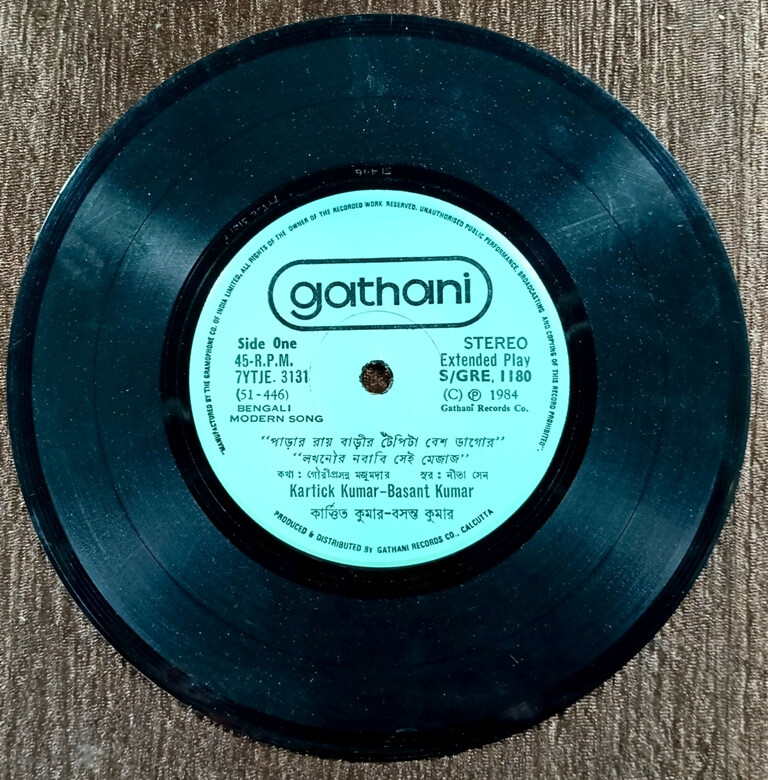 "MANUFACTURED BY THE GRAMOPHONE CO. OF INDIA LIMITED, ALL RIGHTS OF THE OWNER OF THE RECORDED WORK RESERVED. UNAUTHORISED PUBLIC PERFORMANCE, BROADCASTING AND COPYING OF THIS RECORD PROHIBITED"
gathani
Side One STEREO
45-R.P.M. Extended Play
7YTJE. 3131 S/GRE, 1180
(51-446) (C) Ⓟ 1984
BENGALI Gathani Records Co.
MODERN SONG
"পাড়ার রায় বাড়ীর টেঁপিটা বেশ ডাগোর"
"লখনৌর নবাবি সেই মেজাজ"
কথা : গৌরীপ্রসন্ন মজুমদার সুর : নীতা সেন
Kartick Kumar-Basant Kumar
কার্ত্তিত কুমার-বসন্ত কুমার
PRODUCED & DISTRIBUTED BY GATHANI RECORDS CO., CALCUTTA